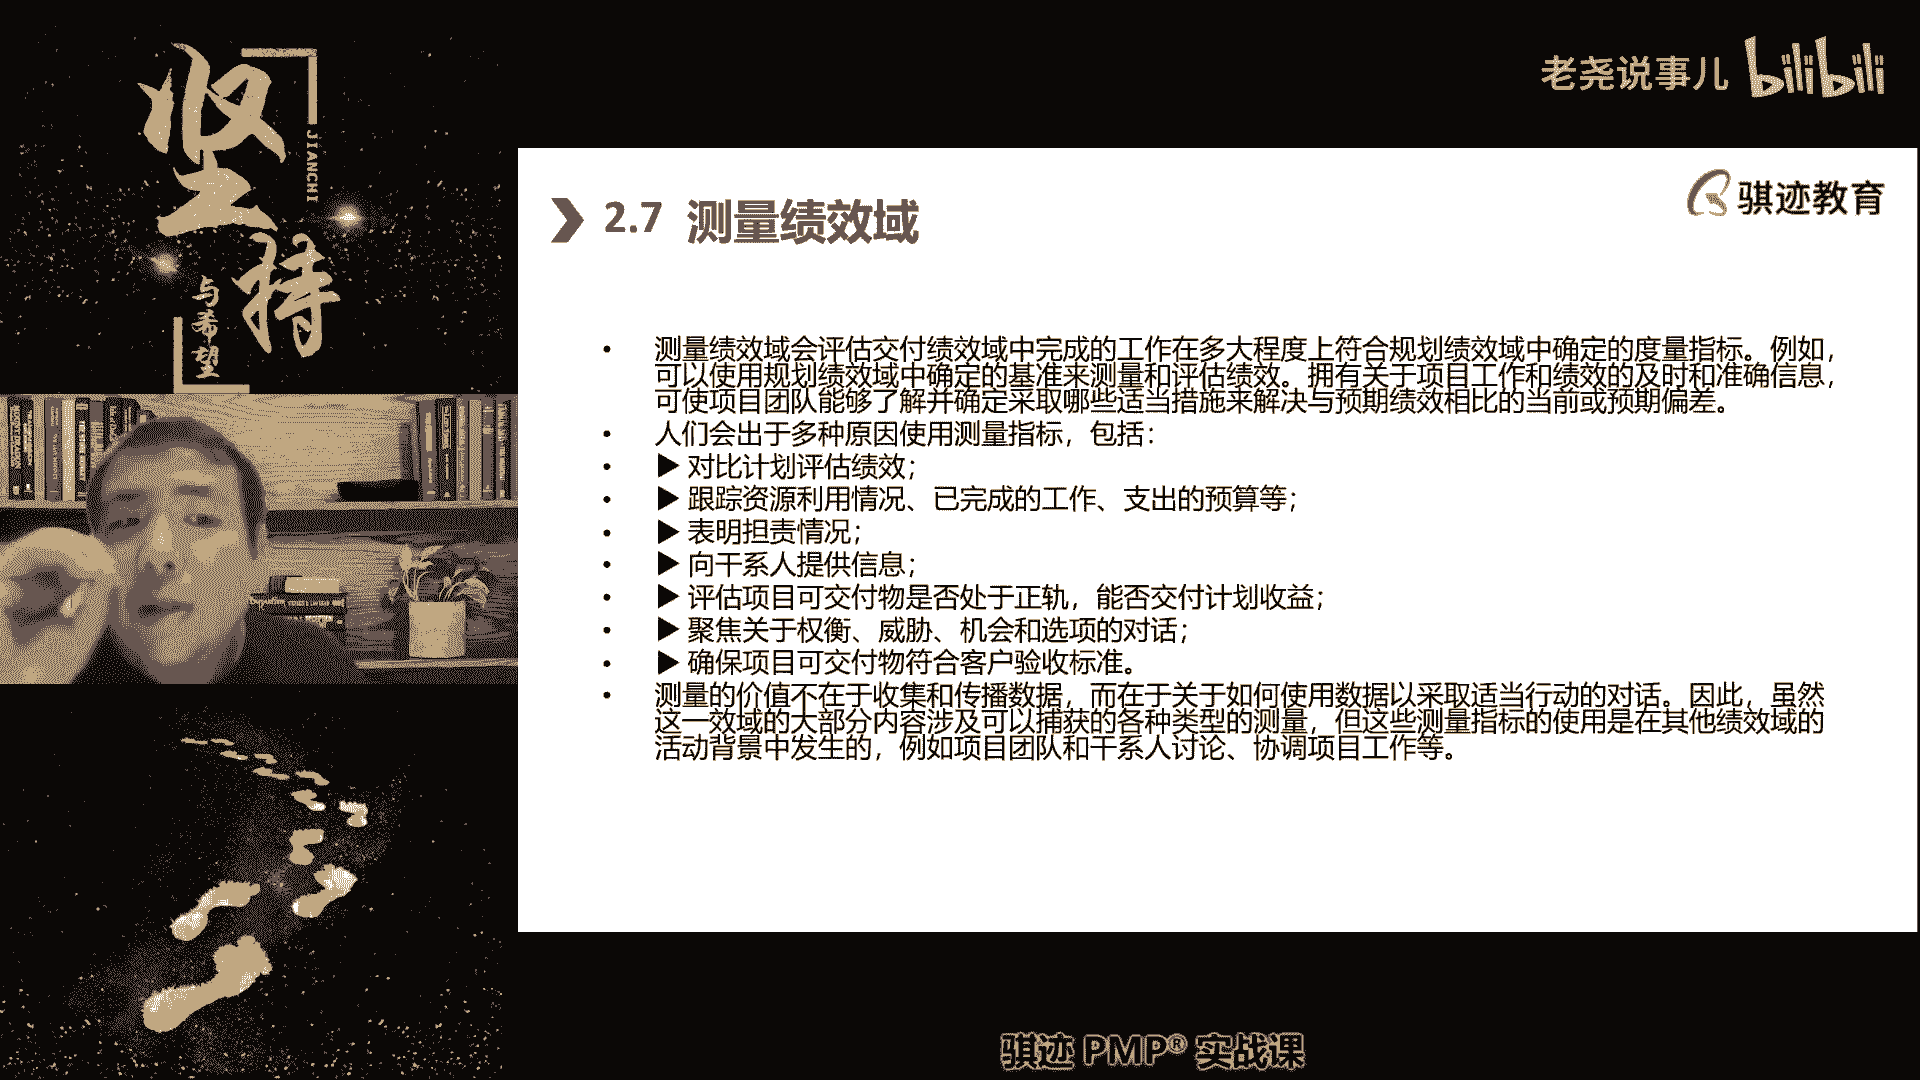 坚持
JIANCHI
与希望
老尧说事儿 bilibili
骐迹教育
2.7 测量绩效域
• 测量绩效域会评估交付绩效域中完成的工作在多大程度上符合规划绩效域中确定的度量指标。例如，
可以使用规划绩效域中确定的基准来测量和评估绩效。拥有关于项目工作和绩效的及时和准确信息，
可使项目团队能够了解并确定采取哪些适当措施来解决与预期绩效相比的当前或预期偏差。
• 人们会出于多种原因使用测量指标，包括：
• ▶ 对比计划评估绩效；
• ▶ 跟踪资源利用情况、已完成的工作、支出的预算等；
• ▶ 表明担责情况；
• ▶ 向干系人提供信息；
• ▶ 评估项目可交付物是否处于正轨，能否交付计划收益；
• ▶ 聚焦关于权衡、威胁、机会和选项的对话；
• ▶ 确保项目可交付物符合客户验收标准。
• 测量的价值不在于收集和传播数据，而在于关于如何使用数据以采取适当行动的对话。因此，虽然
这一效域的大部分内容涉及可以捕获的各种类型的测量，但这些测量指标的使用是在其他绩效域的
活动背景中发生的，例如项目团队和干系人讨论、协调项目工作等。
骐迹 PMP® 实战课